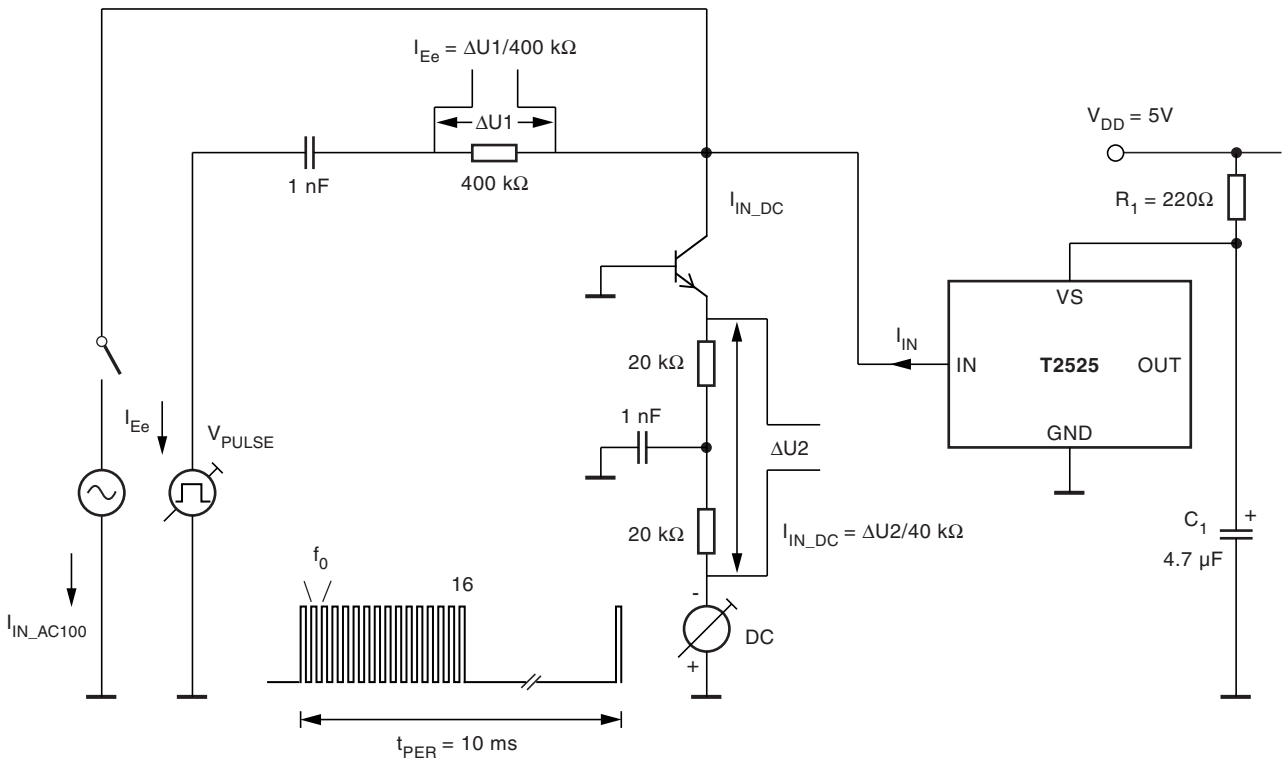 I_Ee = ΔU1/400 kΩ
ΔU1
1 nF
400 kΩ
V_DD = 5V
R_1 = 220Ω
I_IN_DC
VS
I_IN
IN
T2525
OUT
GND
20 kΩ
1 nF
ΔU2
I_Ee
V_PULSE
20 kΩ
I_IN_DC = ΔU2/40 kΩ
C_1
+
4.7 µF
f_0
16
-
DC
+
I_IN_AC100
t_PER = 10 ms